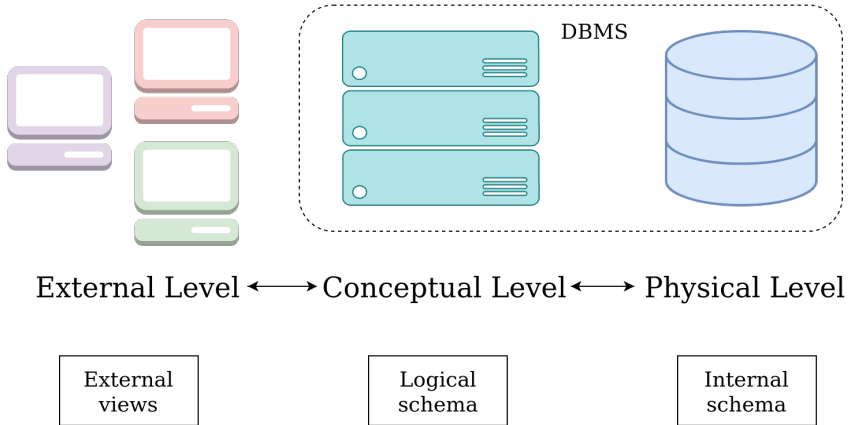 DBMS
External Level
Conceptual Level
Physical Level
External
views
Logical
schema
Internal
schema